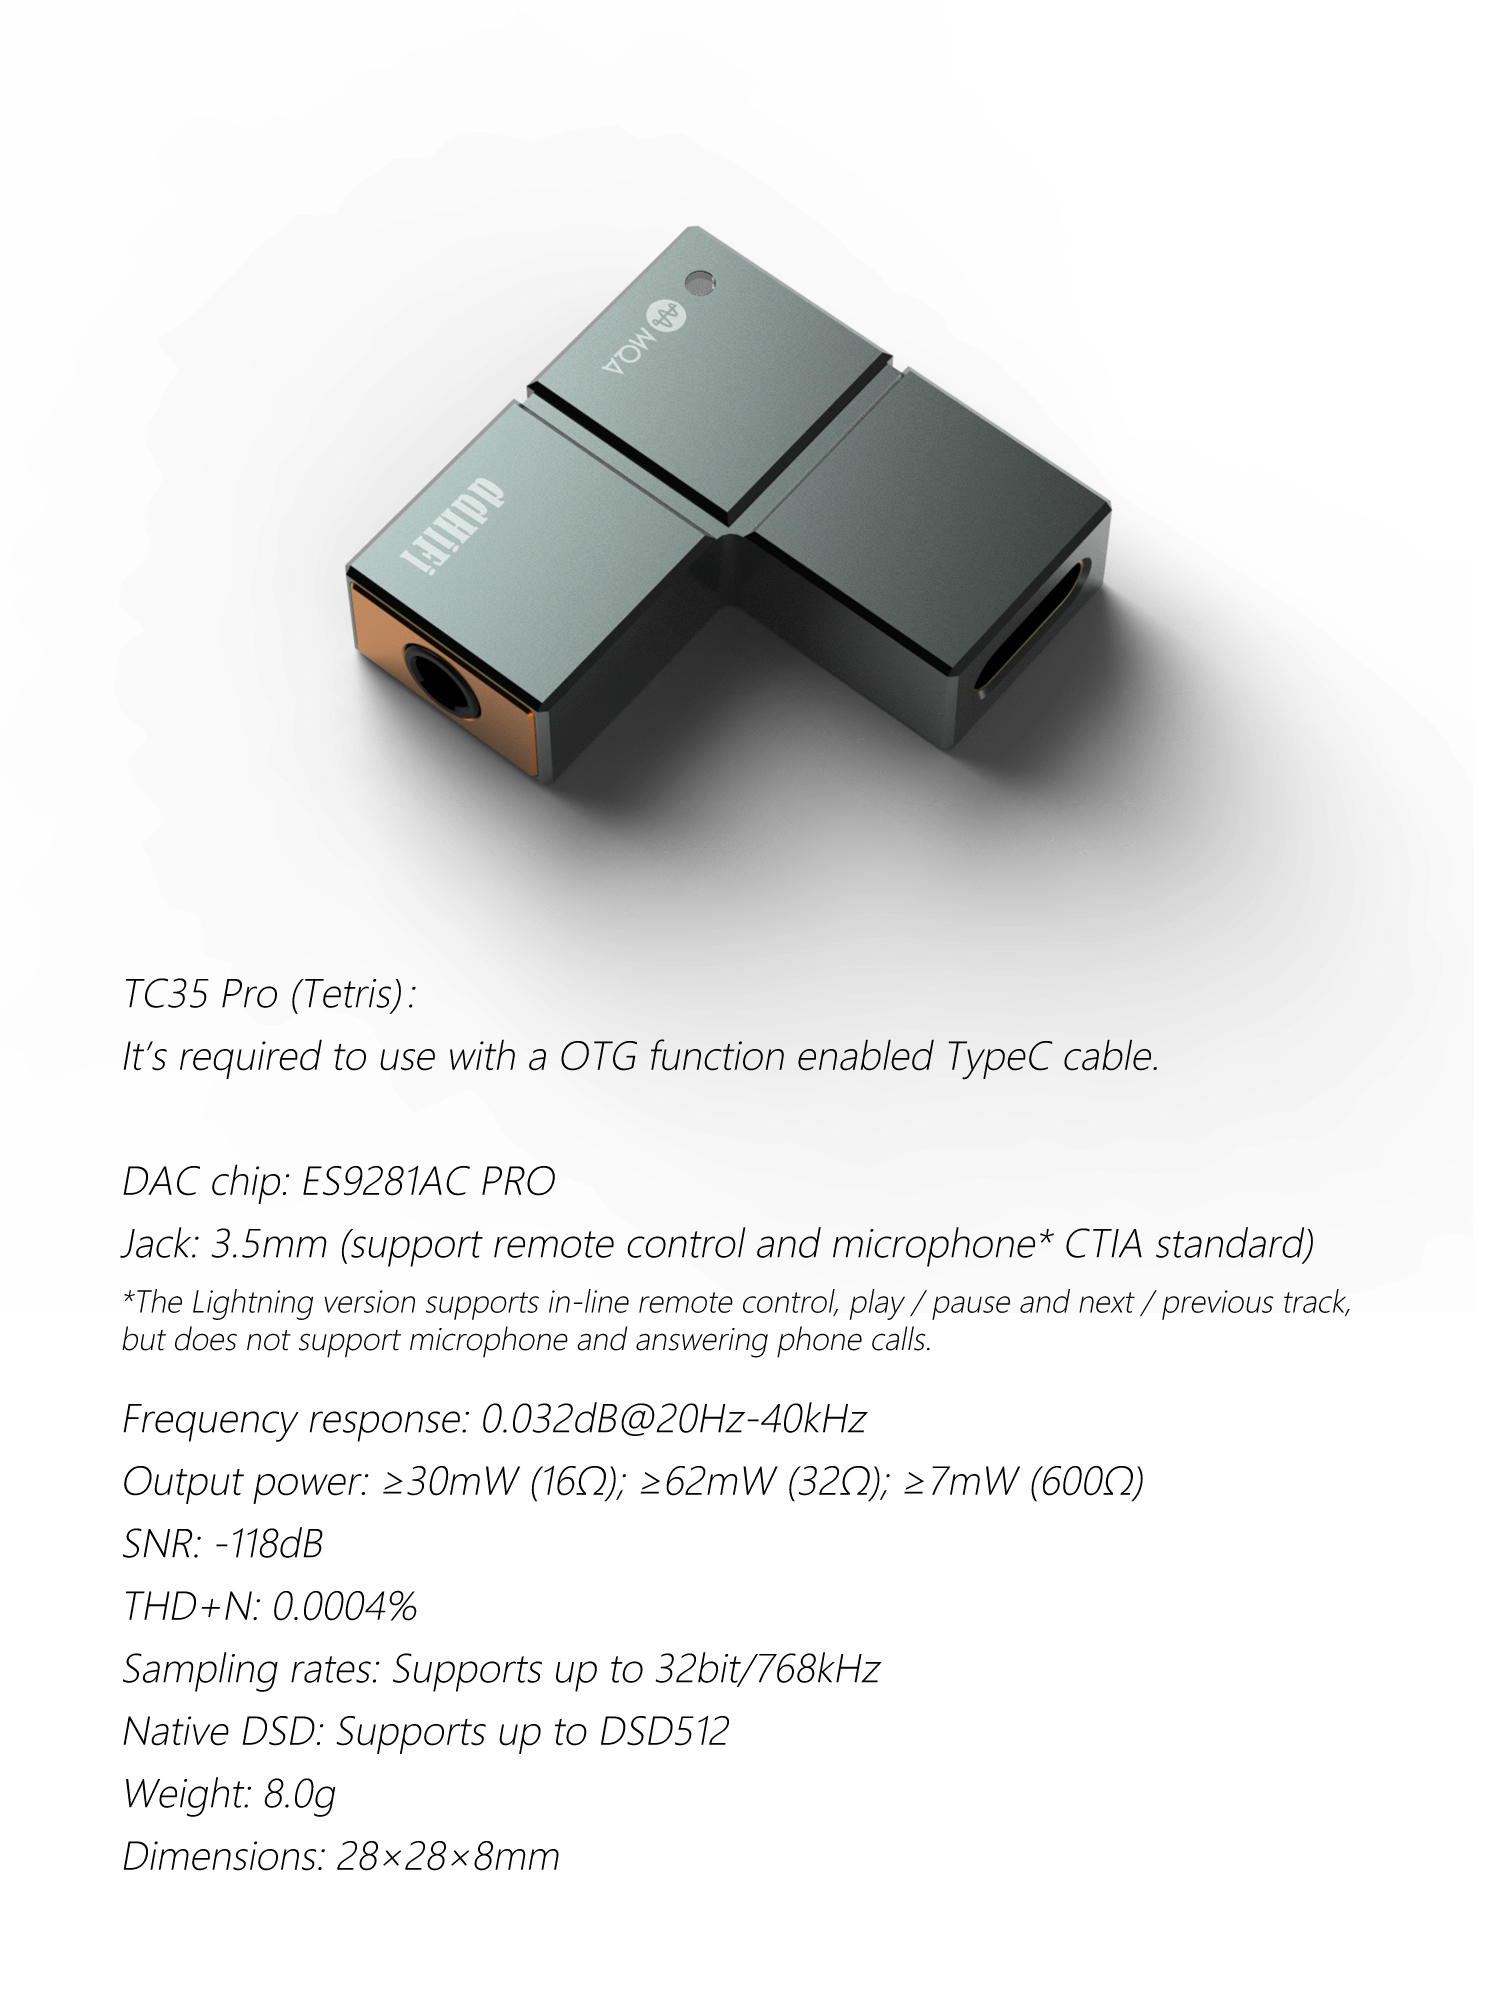 MQA
ddHiFi
TC35 Pro (Tetris):
It's required to use with a OTG function enabled TypeC cable.
DAC chip: ES9281AC PRO
Jack: 3.5mm (support remote control and microphone* CTIA standard)
*The Lightning version supports in-line remote control, play / pause and next / previous track,
but does not support microphone and answering phone calls.
Frequency response: 0.032dB@20Hz-40kHz
Output power: ≥30mW (16Ω); ≥62mW (32Ω); ≥7mW (600Ω)
SNR: -118dB
THD+N: 0.0004%
Sampling rates: Supports up to 32bit/768kHz
Native DSD: Supports up to DSD512
Weight: 8.0g
Dimensions: 28×28×8mm